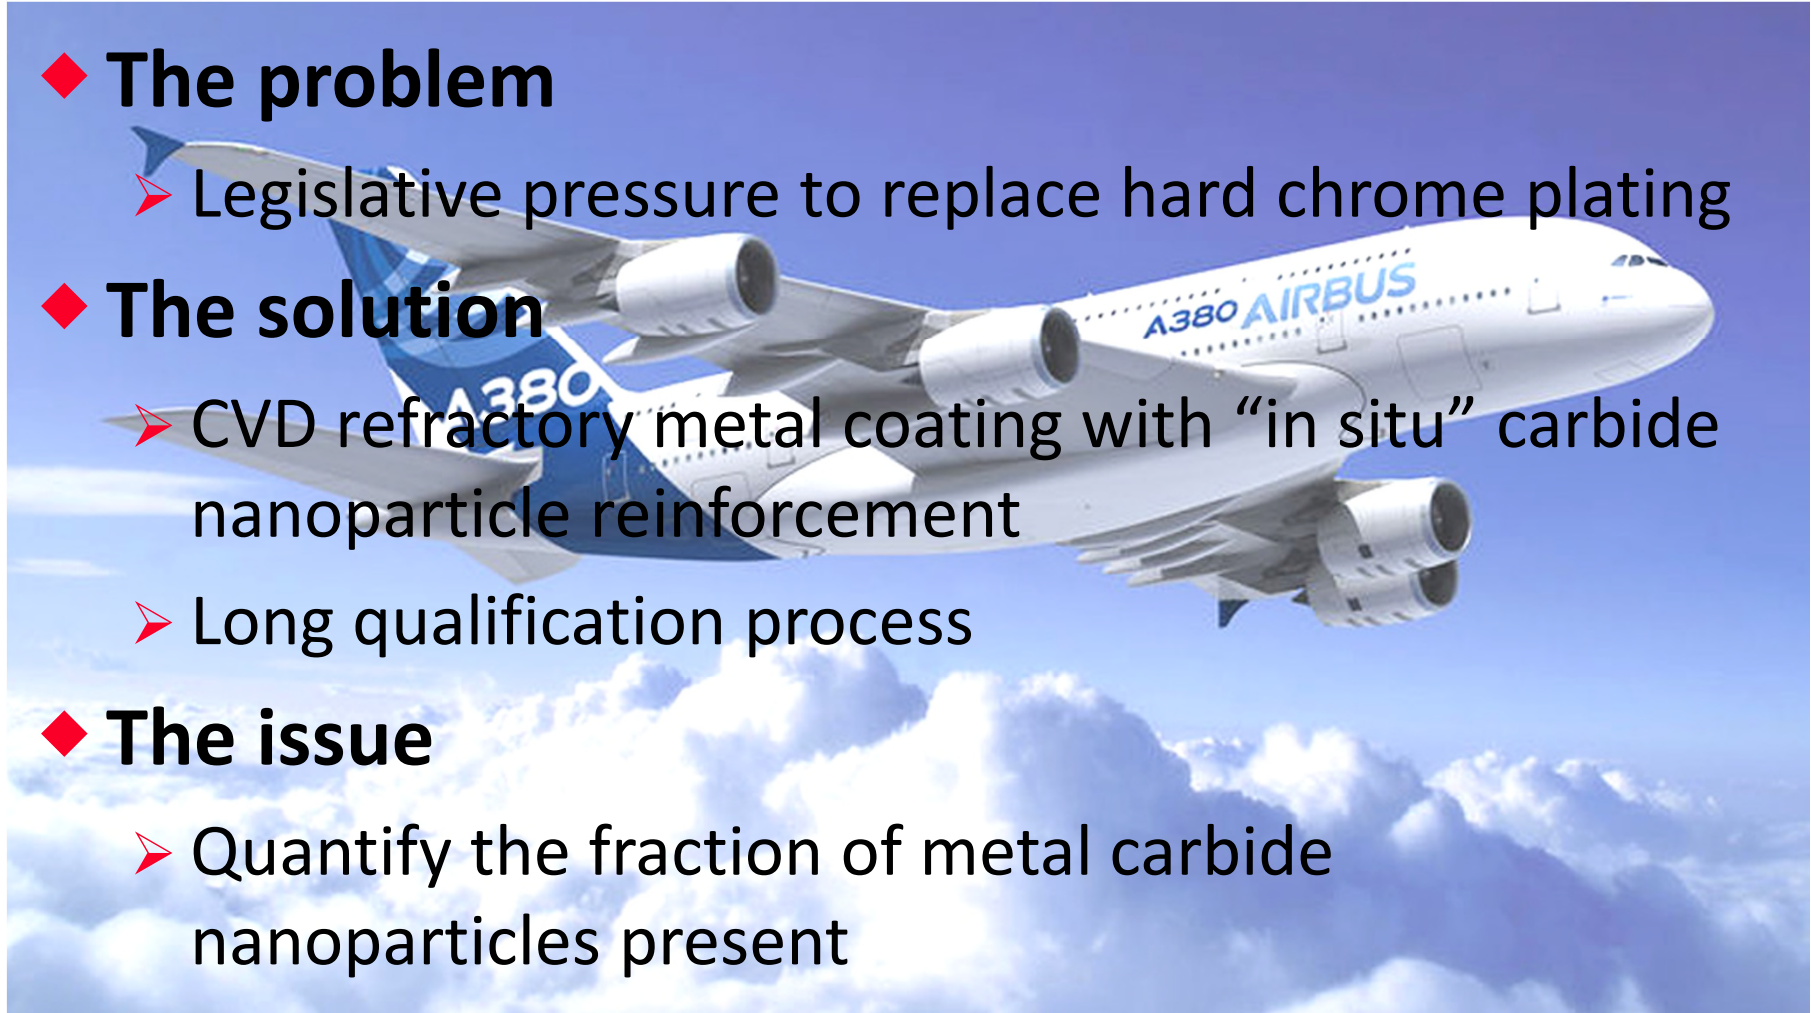 The problem
Legislative pressure to replace hard chrome plating
The solution
CVD refractory metal coating with “in situ” carbide
nanoparticle reinforcement
Long qualification process
The issue
Quantify the fraction of metal carbide
nanoparticles present
A380 AIRBUS
A380